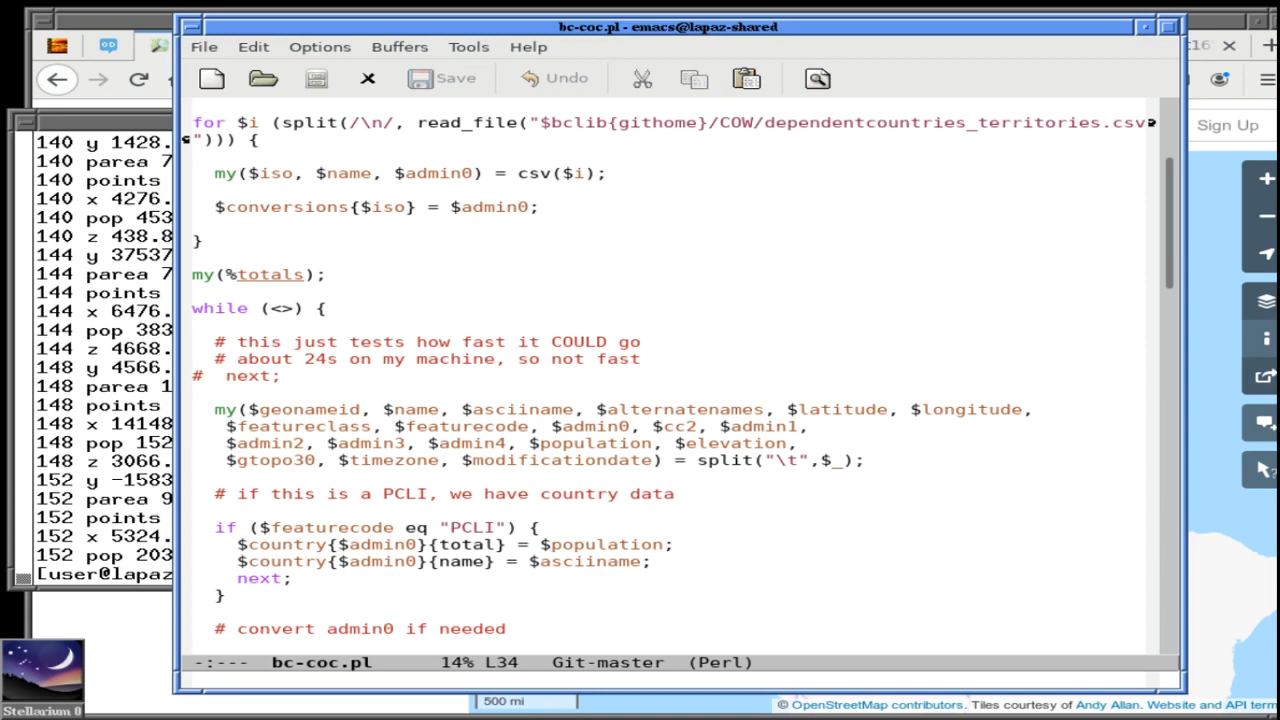 bc-coc.pl - emacs@lapaz-shared
File Edit Options Buffers Tools Help
Save Undo
for $i (split(/\n/, read_file("$bclib{githome}/COW/dependentcountries_territories.csv
"))) {
my($iso, $name, $admin0) = csv($i);
$conversions{$iso} = $admin0;
}
my(%totals);
while (<>) {
# this just tests how fast it COULD go
# about 24s on my machine, so not fast
#  next;
my($geonameid, $name, $asciiname, $alternatenames, $latitude, $longitude,
$featureclass, $featurecode, $admin0, $cc2, $admin1,
$admin2, $admin3, $admin4, $population, $elevation,
$gtopo30, $timezone, $modificationdate) = split("\t",$_);
# if this is a PCLI, we have country data
if ($featurecode eq "PCLI") {
$country{$admin0}{total} = $population;
$country{$admin0}{name} = $asciiname;
next;
}
# convert admin0 if needed
-:--- bc-coc.pl 14% L34 Git-master (Perl)
140 y 1428.
140 parea 7
140 points
140 x 4276.
140 pop 453
140 z 438.8
144 y 37537
144 parea 7
144 points
144 x 6476.
144 pop 383
144 z 4668.
148 y 4566.
148 parea 1
148 points
148 x 14148
148 pop 152
148 z 3066.
152 y -1583
152 parea 9
152 points
152 x 5324.
152 pop 203
[user@lapaz
Sign Up
500 mi
© OpenStreetMap contributors. Tiles courtesy of Andy Allan. Website and API term
Stellarium 0